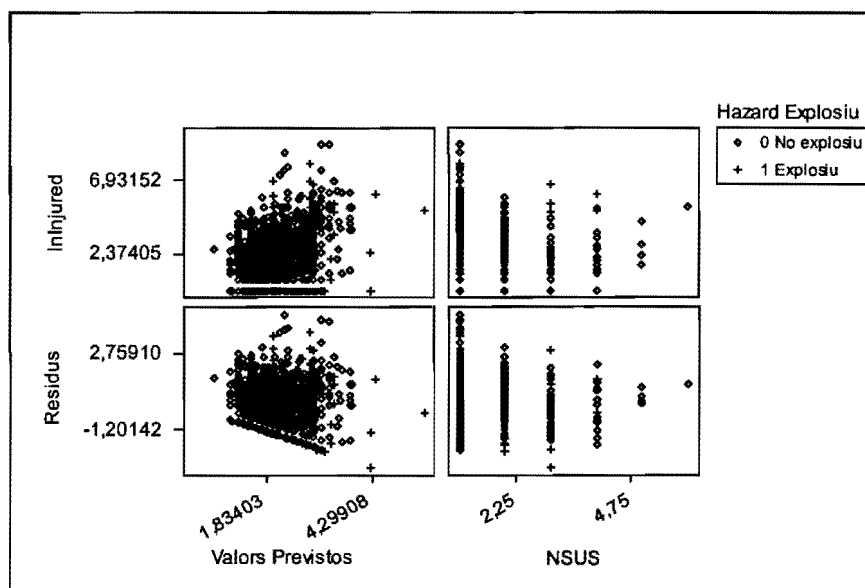 Hazard Explosiu
0 No explosiu
1 Explosiu
lnInjured
6,93152
2,37405
Residus
2,75910
-1,20142
1,83403
4,29908
2,25
4,75
Valors Previstos
NSUS